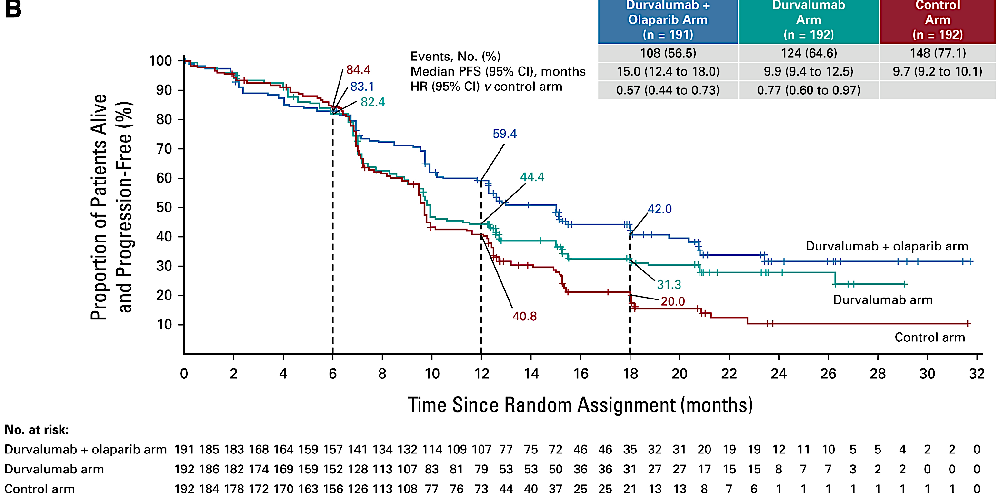 B
Durvalumab +
Olaparib Arm
(n = 191)
Durvalumab
Arm
(n = 192)
Control
Arm
(n = 192)
Events, No. (%) 108 (56.5) 124 (64.6) 148 (77.1)
Median PFS (95% CI), months 15.0 (12.4 to 18.0) 9.9 (9.4 to 12.5) 9.7 (9.2 to 10.1)
HR (95% CI) v control arm 0.57 (0.44 to 0.73) 0.77 (0.60 to 0.97)
Proportion of Patients Alive
and Progression-Free (%)
100
90
80
70
60
50
40
30
20
10
84.4
83.1
82.4
59.4
44.4
40.8
42.0
31.3
20.0
Durvalumab + olaparib arm
Durvalumab arm
Control arm
0 2 4 6 8 10 12 14 16 18 20 22 24 26 28 30 32
Time Since Random Assignment (months)
No. at risk:
Durvalumab + olaparib arm 191 185 183 168 164 159 157 141 134 132 114 109 107 77 75 72 46 46 35 32 31 20 19 19 12 11 10 5 5 4 2 2 0
Durvalumab arm 192 186 182 174 169 159 152 128 113 107 83 81 79 53 53 50 36 36 31 27 27 17 15 15 8 7 7 3 2 2 0 0 0
Control arm 192 184 178 172 170 163 156 126 113 108 77 76 73 44 40 37 25 25 21 13 13 8 7 6 1 1 1 1 1 1 1 1 0